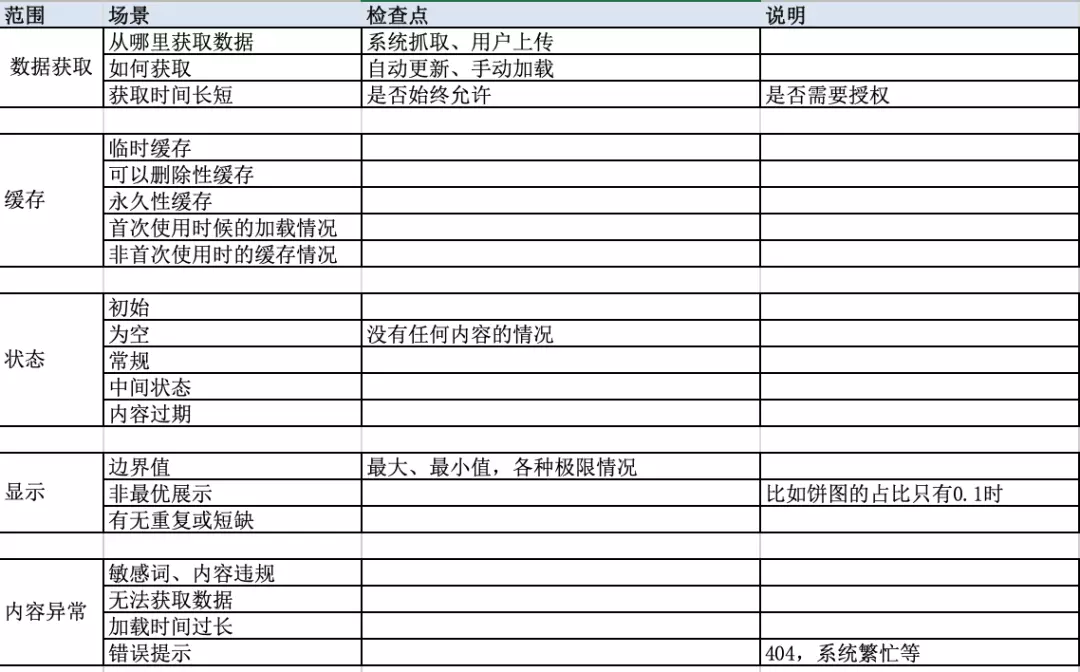 范围 场景 检查点 说明
数据获取 从哪里获取数据 系统抓取、用户上传
如何获取 自动更新、手动加载
获取时间长短 是否始终允许 是否需要授权
缓存 临时缓存
可以删除性缓存
永久性缓存
首次使用时候的加载情况
非首次使用时的缓存情况
状态 初始
为空 没有任何内容的情况
常规
中间状态
内容过期
显示 边界值 最大、最小值，各种极限情况
非最优展示 比如饼图的占比只有0.1时
有无重复或短缺
内容异常 敏感词、内容违规
无法获取数据
加载时间过长
错误提示 404，系统繁忙等